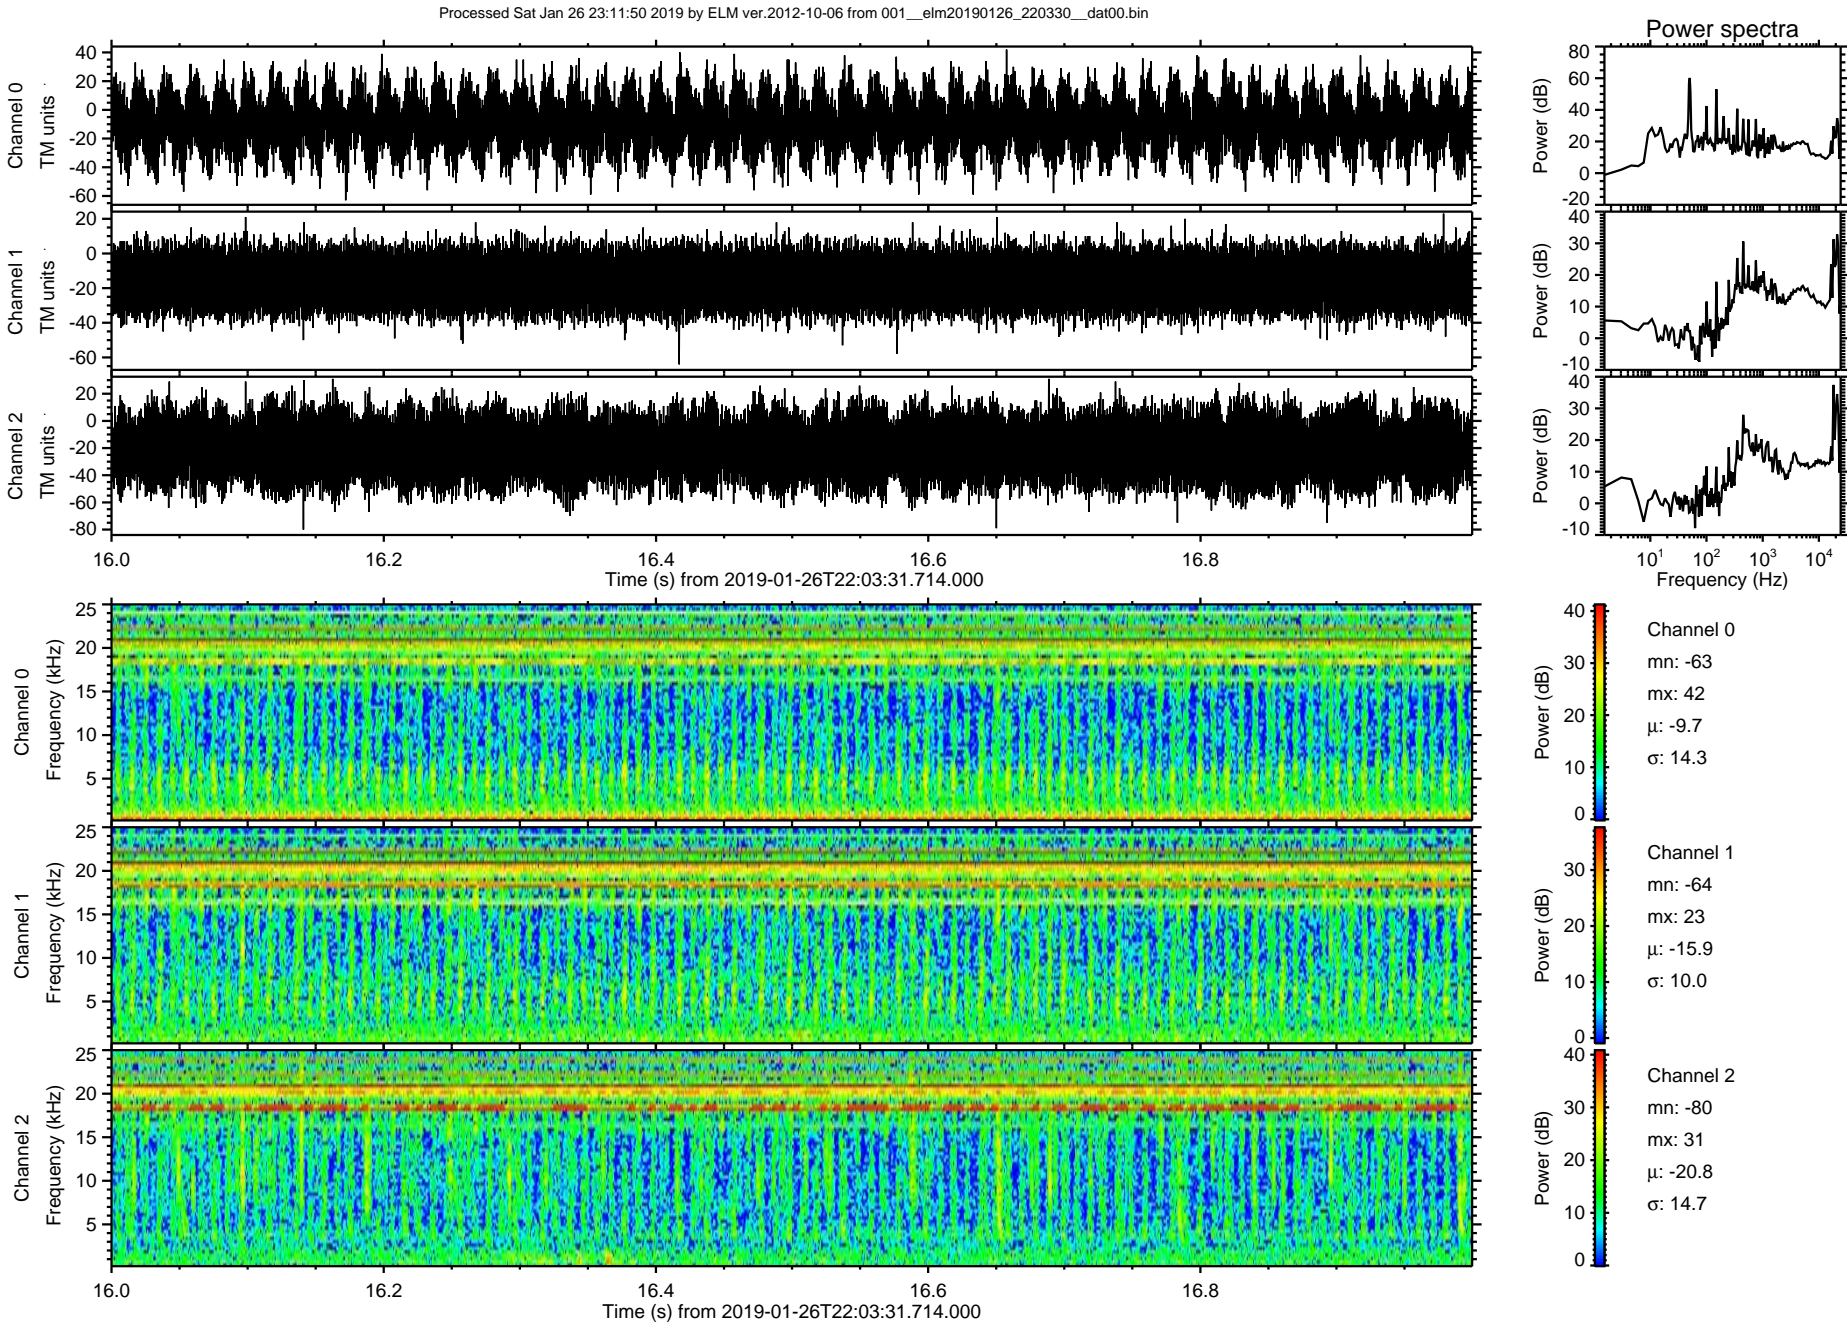 Processed Sat Jan 26 23:11:50 2019 by ELM ver.2012-10-06 from 001__elm20190126_220330__dat00.bin
Power spectra
Channel 0
TM units
40
20
0
-20
-40
-60
Power (dB)
80
60
40
20
0
-20
Channel 1
TM units
20
0
-20
-40
-60
Power (dB)
40
30
20
10
0
-10
Channel 2
TM units
20
0
-20
-40
-60
-80
Power (dB)
40
30
20
10
0
-10
16.0 16.2 16.4 16.6 16.8
Time (s) from 2019-01-26T22:03:31.714.000
10^1 10^2 10^3 10^4
Frequency (Hz)
Channel 0
Frequency (kHz)
25
20
15
10
5
Power (dB)
40
30
20
10
0
Channel 0
mn: -63
mx: 42
μ: -9.7
σ: 14.3
Channel 1
Frequency (kHz)
25
20
15
10
5
Power (dB)
30
20
10
0
Channel 1
mn: -64
mx: 23
μ: -15.9
σ: 10.0
Channel 2
Frequency (kHz)
25
20
15
10
5
Power (dB)
40
30
20
10
0
Channel 2
mn: -80
mx: 31
μ: -20.8
σ: 14.7
16.0 16.2 16.4 16.6 16.8
Time (s) from 2019-01-26T22:03:31.714.000